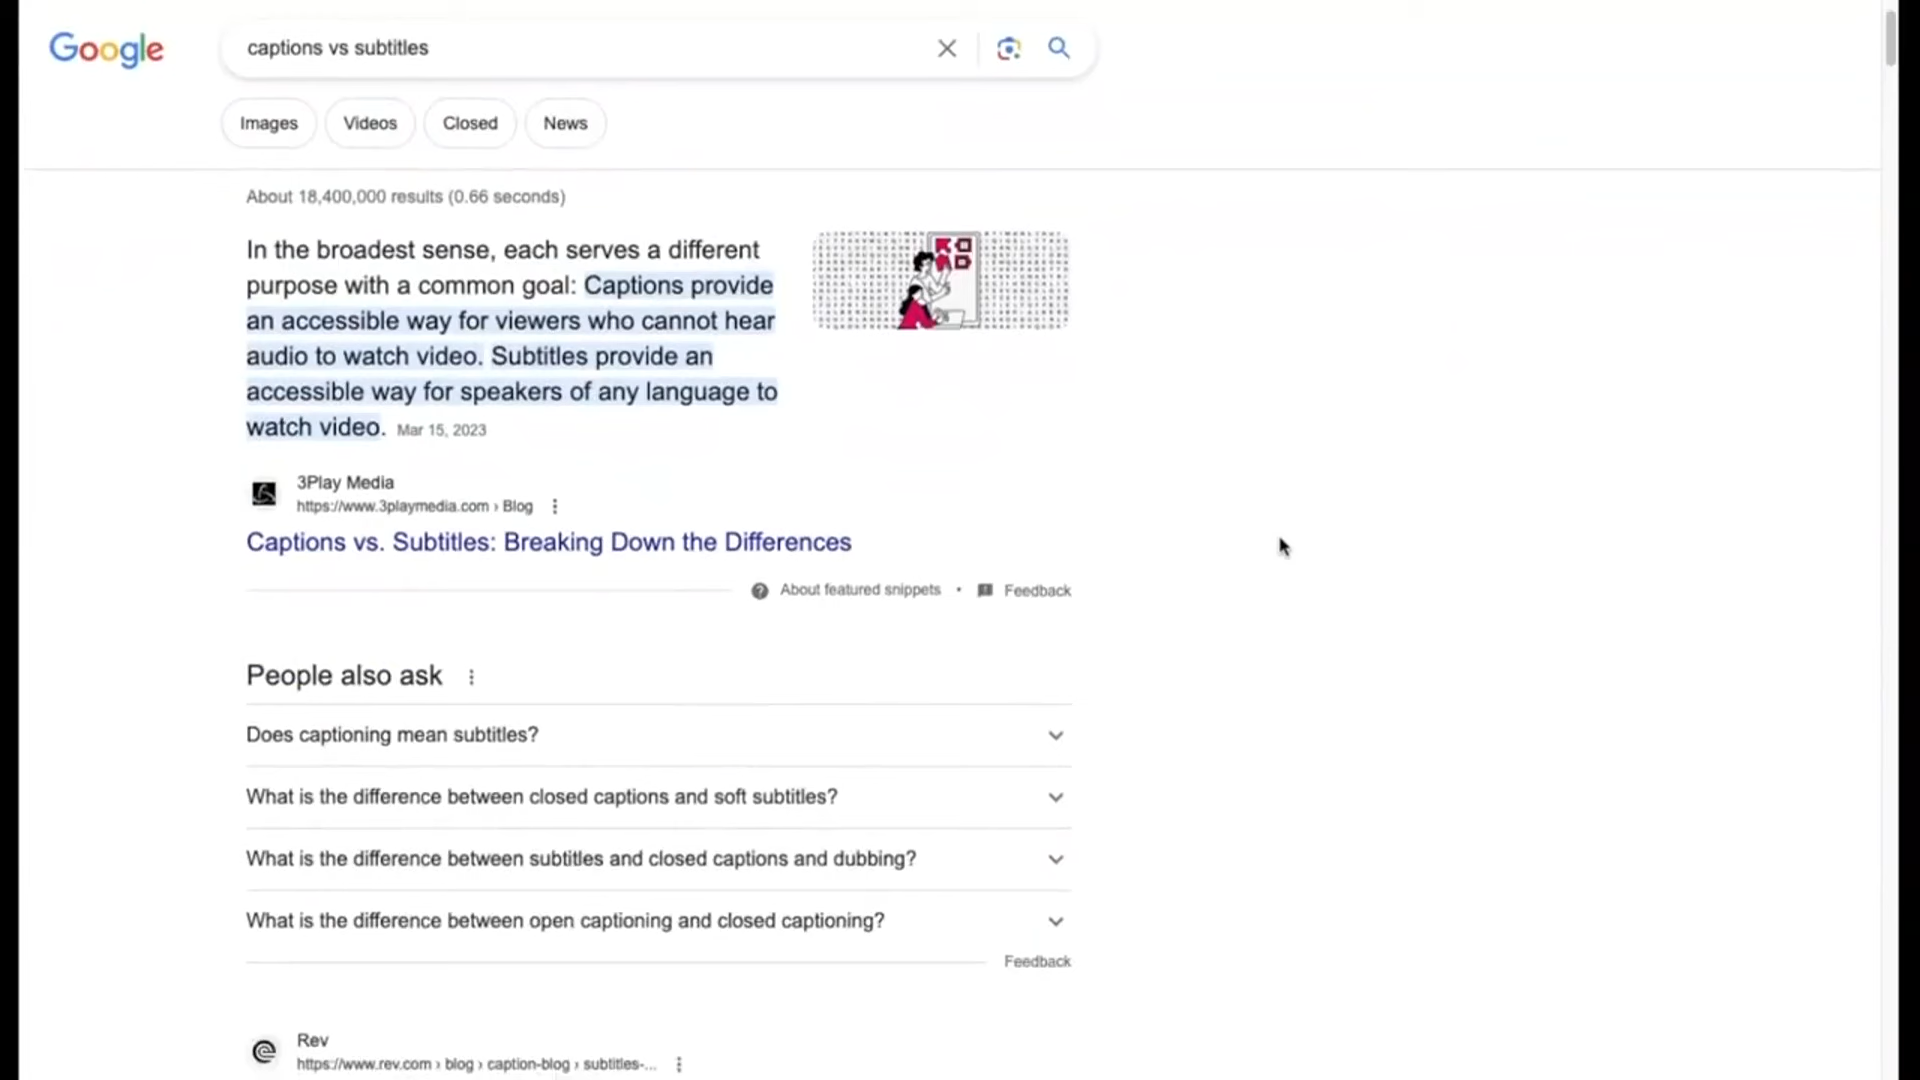 Google
captions vs subtitles
Images Videos Closed News
About 18,400,000 results (0.66 seconds)
In the broadest sense, each serves a different
purpose with a common goal: Captions provide
an accessible way for viewers who cannot hear
audio to watch video. Subtitles provide an
accessible way for speakers of any language to
watch video. Mar 15, 2023
3Play Media
https://www.3playmedia.com › Blog
Captions vs. Subtitles: Breaking Down the Differences
About featured snippets • Feedback
People also ask
Does captioning mean subtitles?
What is the difference between closed captions and soft subtitles?
What is the difference between subtitles and closed captions and dubbing?
What is the difference between open captioning and closed captioning?
Feedback
Rev
https://www.rev.com › blog › caption-blog › subtitles-...